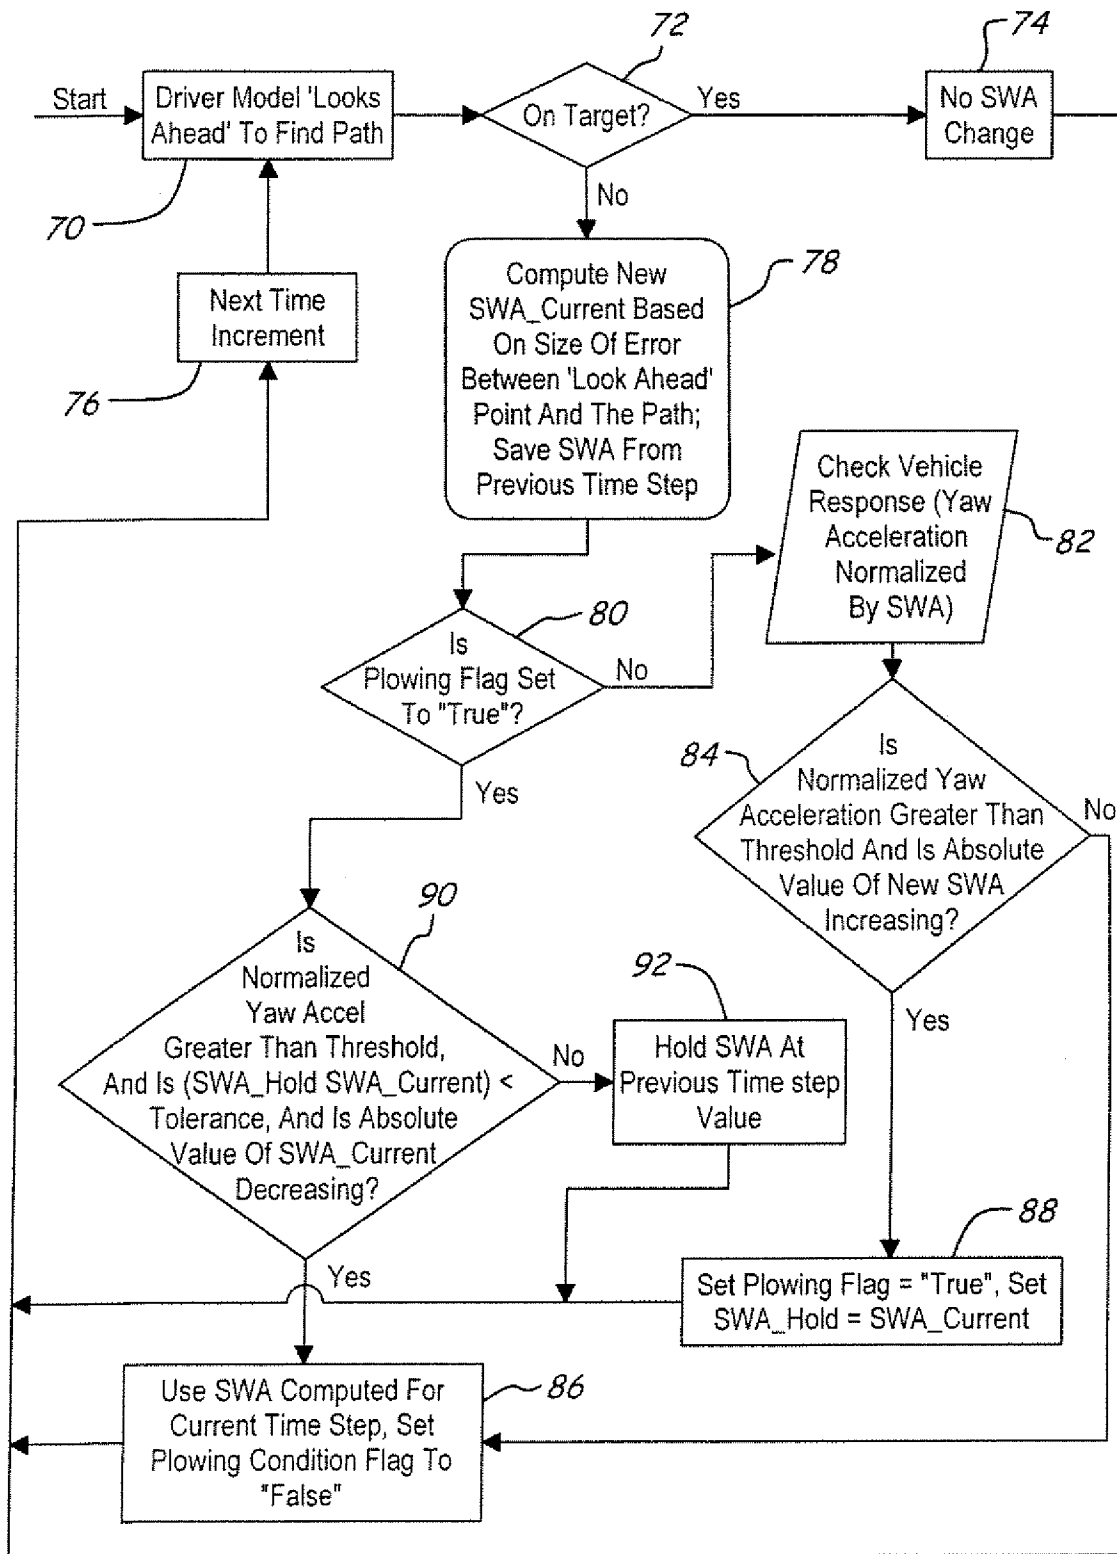 72
74
Start
Driver Model 'Looks
Ahead' To Find Path
On Target?
Yes
No SWA
Change
No
70
78
Next Time
Increment
Compute New
SWA_Current Based
On Size Of Error
Between 'Look Ahead'
Point And The Path;
Save SWA From
Previous Time Step
76
Check Vehicle
Response (Yaw
Acceleration
Normalized
By SWA)
82
80
Is
Plowing Flag Set
To "True"?
No
Yes
84
Is
Normalized Yaw
Acceleration Greater Than
Threshold And Is Absolute
Value Of New SWA
Increasing?
No
Yes
90
Is
Normalized
Yaw Accel
Greater Than Threshold,
And Is (SWA_Hold SWA_Current) <
Tolerance, And Is Absolute
Value Of SWA_Current
Decreasing?
No
Yes
92
Hold SWA At
Previous Time step
Value
88
Set Plowing Flag = "True", Set
SWA_Hold = SWA_Current
86
Use SWA Computed For
Current Time Step, Set
Plowing Condition Flag To
"False"